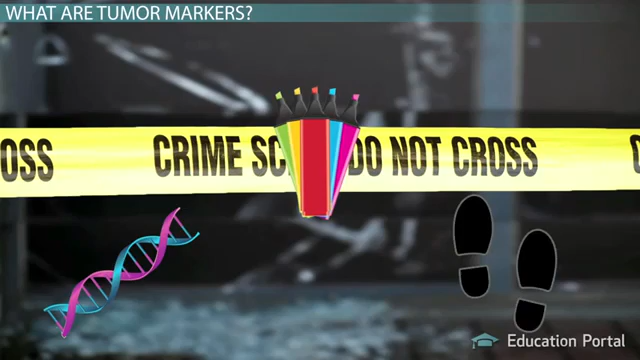 WHAT ARE TUMOR MARKERS?
OSS CRIME SC DO NOT CROSS
Education Portal